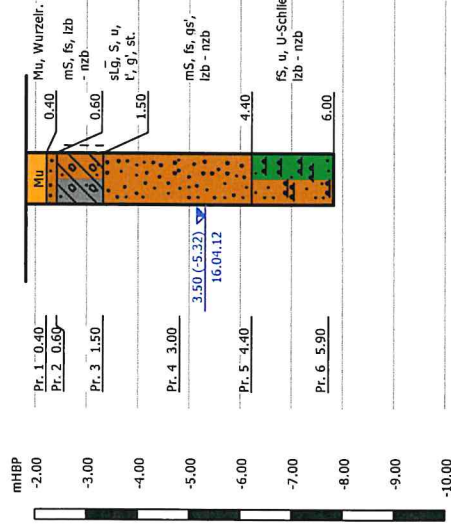 mHBP
-2.00
-3.00
-4.00
-5.00
-6.00
-7.00
-8.00
-9.00
-10.00
Pr. 1 0.40
Pr. 2 0.60
Pr. 3 1.50
Pr. 4 3.00
Pr. 5 4.40
Pr. 6 5.90
3.50 (-5.32)
16.04.12
Mu
0.40
0.60
1.50
4.40
6.00
Mu, Wurzelr.
mS, fs, lzb
- nzb
sLg, S, u,
t', g', st.
mS, fs, gs',
lzb - nzb
fS, u, U-Schlie
lzb - nzb